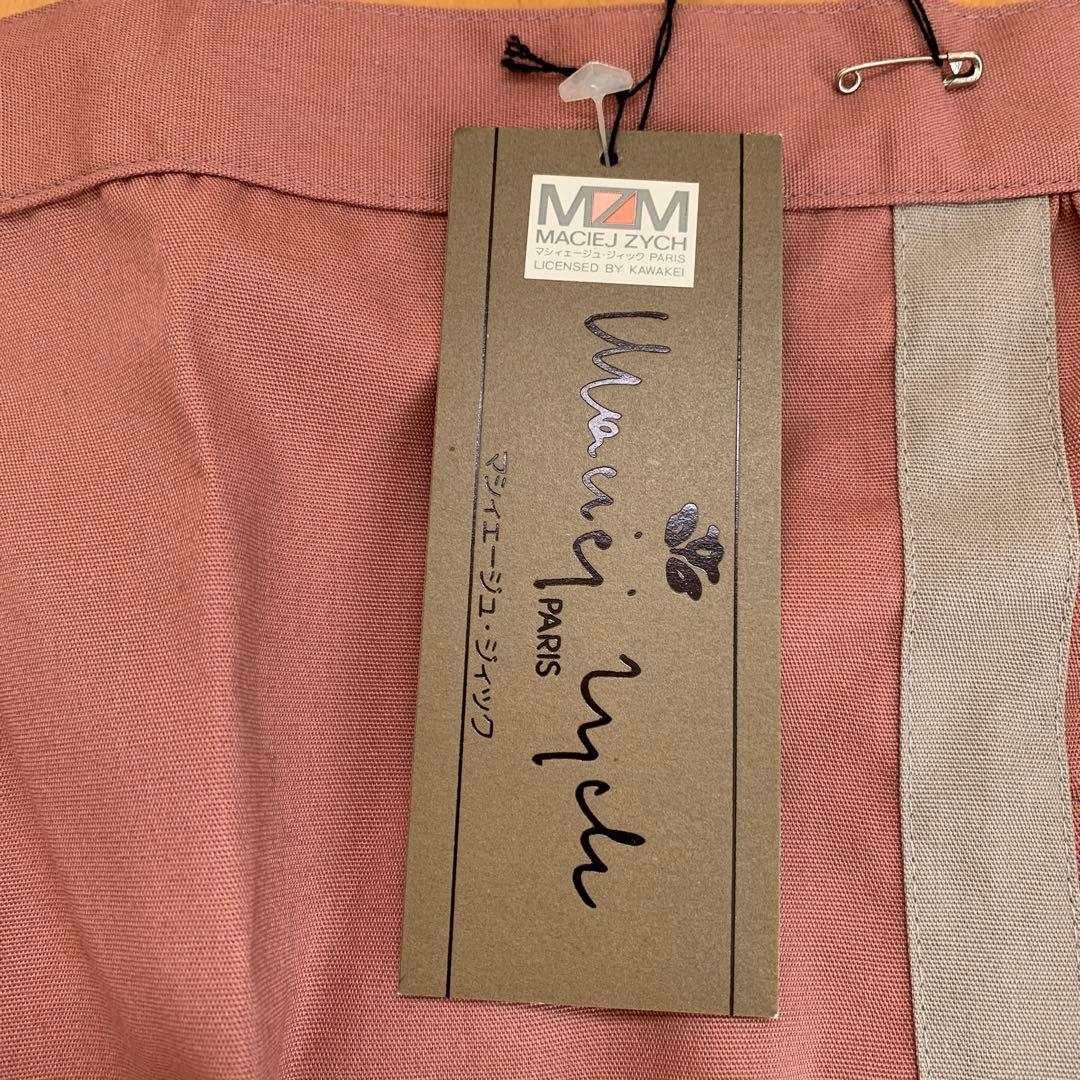 MZM
MACIEJ ZYCH
マシィエージュ・ジィック PARIS
LICENSED BY KAWAKEI
Maciej Zych
PARIS
マシィエージュ・ジィック